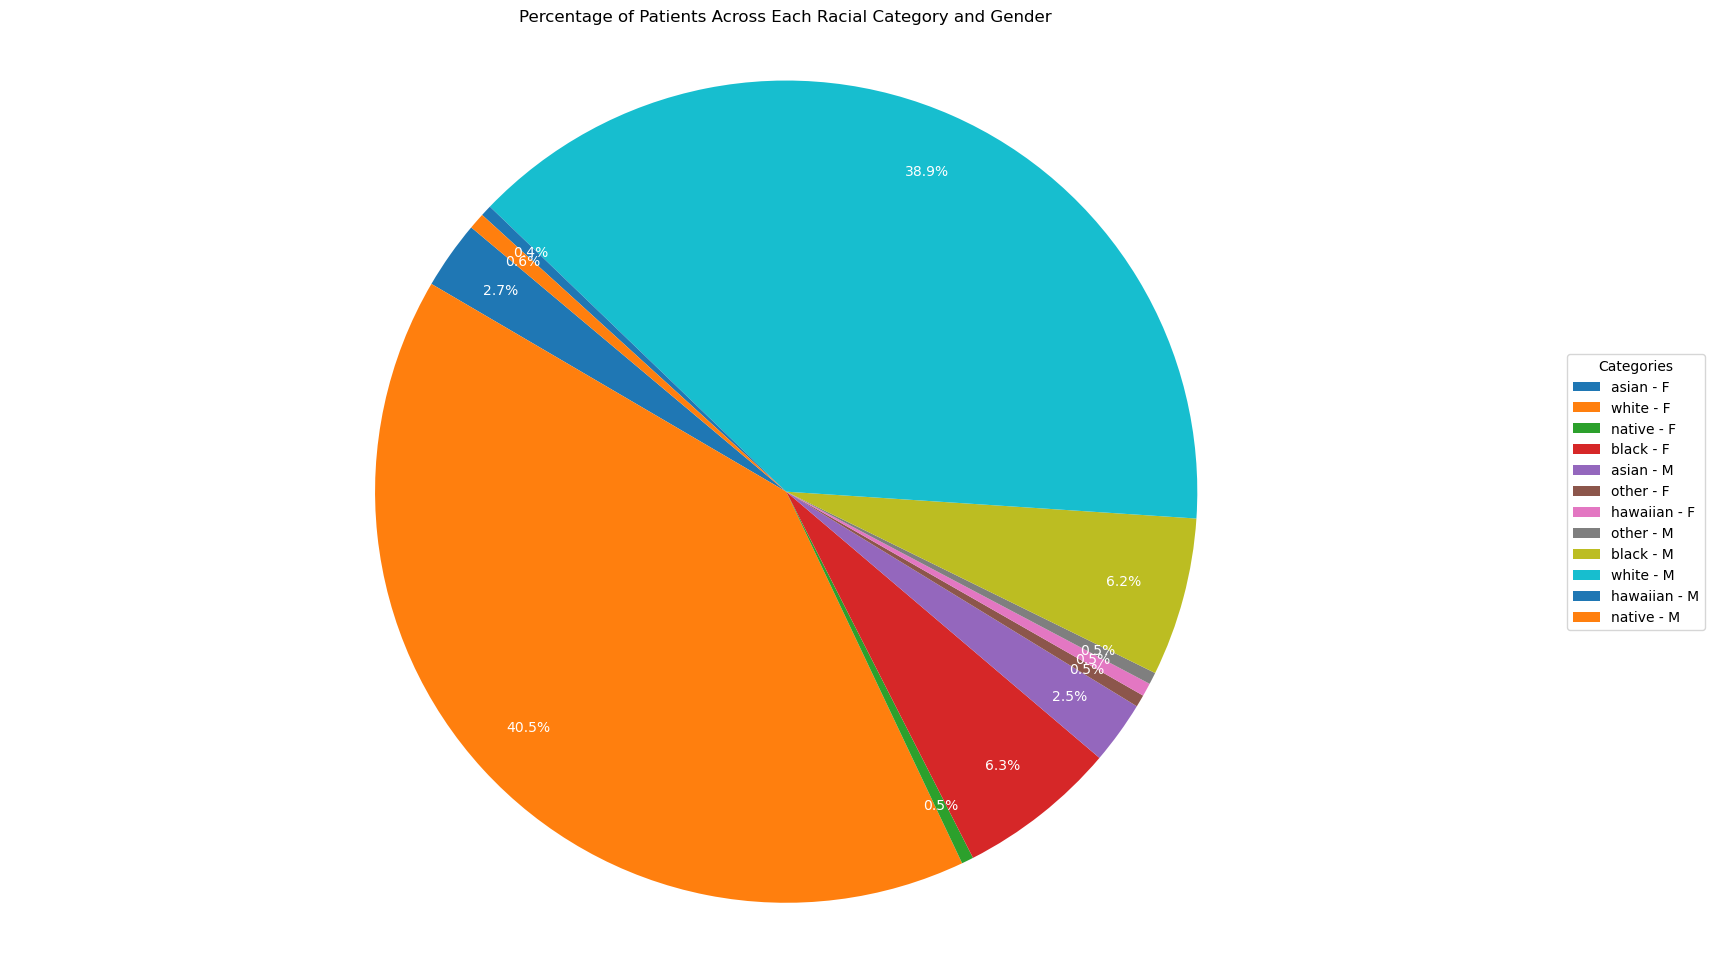 Percentage of Patients Across Each Racial Category and Gender
38.9%
0.4%
0.6%
2.7%
40.5%
0.5%
6.3%
2.5%
0.5%
0.5%
0.5%
6.2%
Categories
asian - F
white - F
native - F
black - F
asian - M
other - F
hawaiian - F
other - M
black - M
white - M
hawaiian - M
native - M